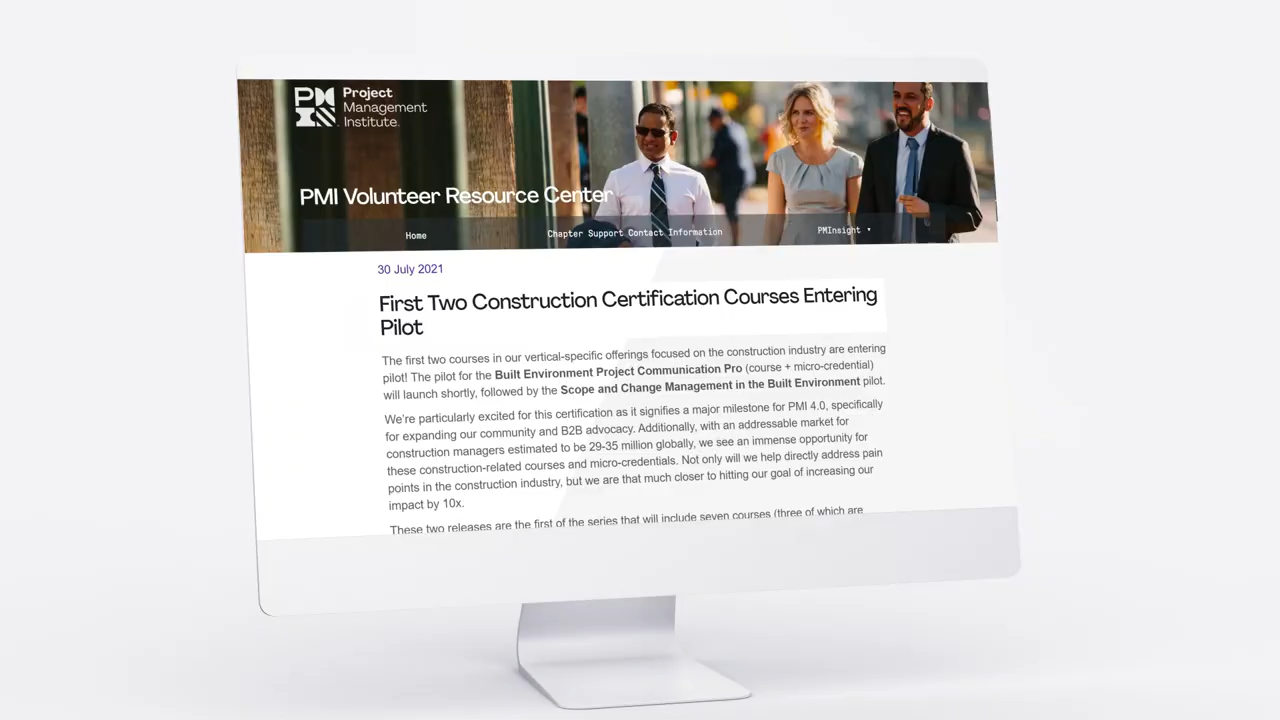 Project
Management
Institute.
PMI Volunteer Resource Center
Home
Chapter Support Contact Information
PMInsight ▾
30 July 2021
First Two Construction Certification Courses Entering
Pilot
The first two courses in our vertical-specific offerings focused on the construction industry are entering
pilot! The pilot for the Built Environment Project Communication Pro (course + micro-credential)
will launch shortly, followed by the Scope and Change Management in the Built Environment pilot.
We're particularly excited for this certification as it signifies a major milestone for PMI 4.0, specifically
for expanding our community and B2B advocacy. Additionally, with an addressable market for
construction managers estimated to be 29-35 million globally, we see an immense opportunity for
these construction-related courses and micro-credentials. Not only will we help directly address pain
points in the construction industry, but we are that much closer to hitting our goal of increasing our
impact by 10x.
These two releases are the first of the series that will include seven courses (three of which are